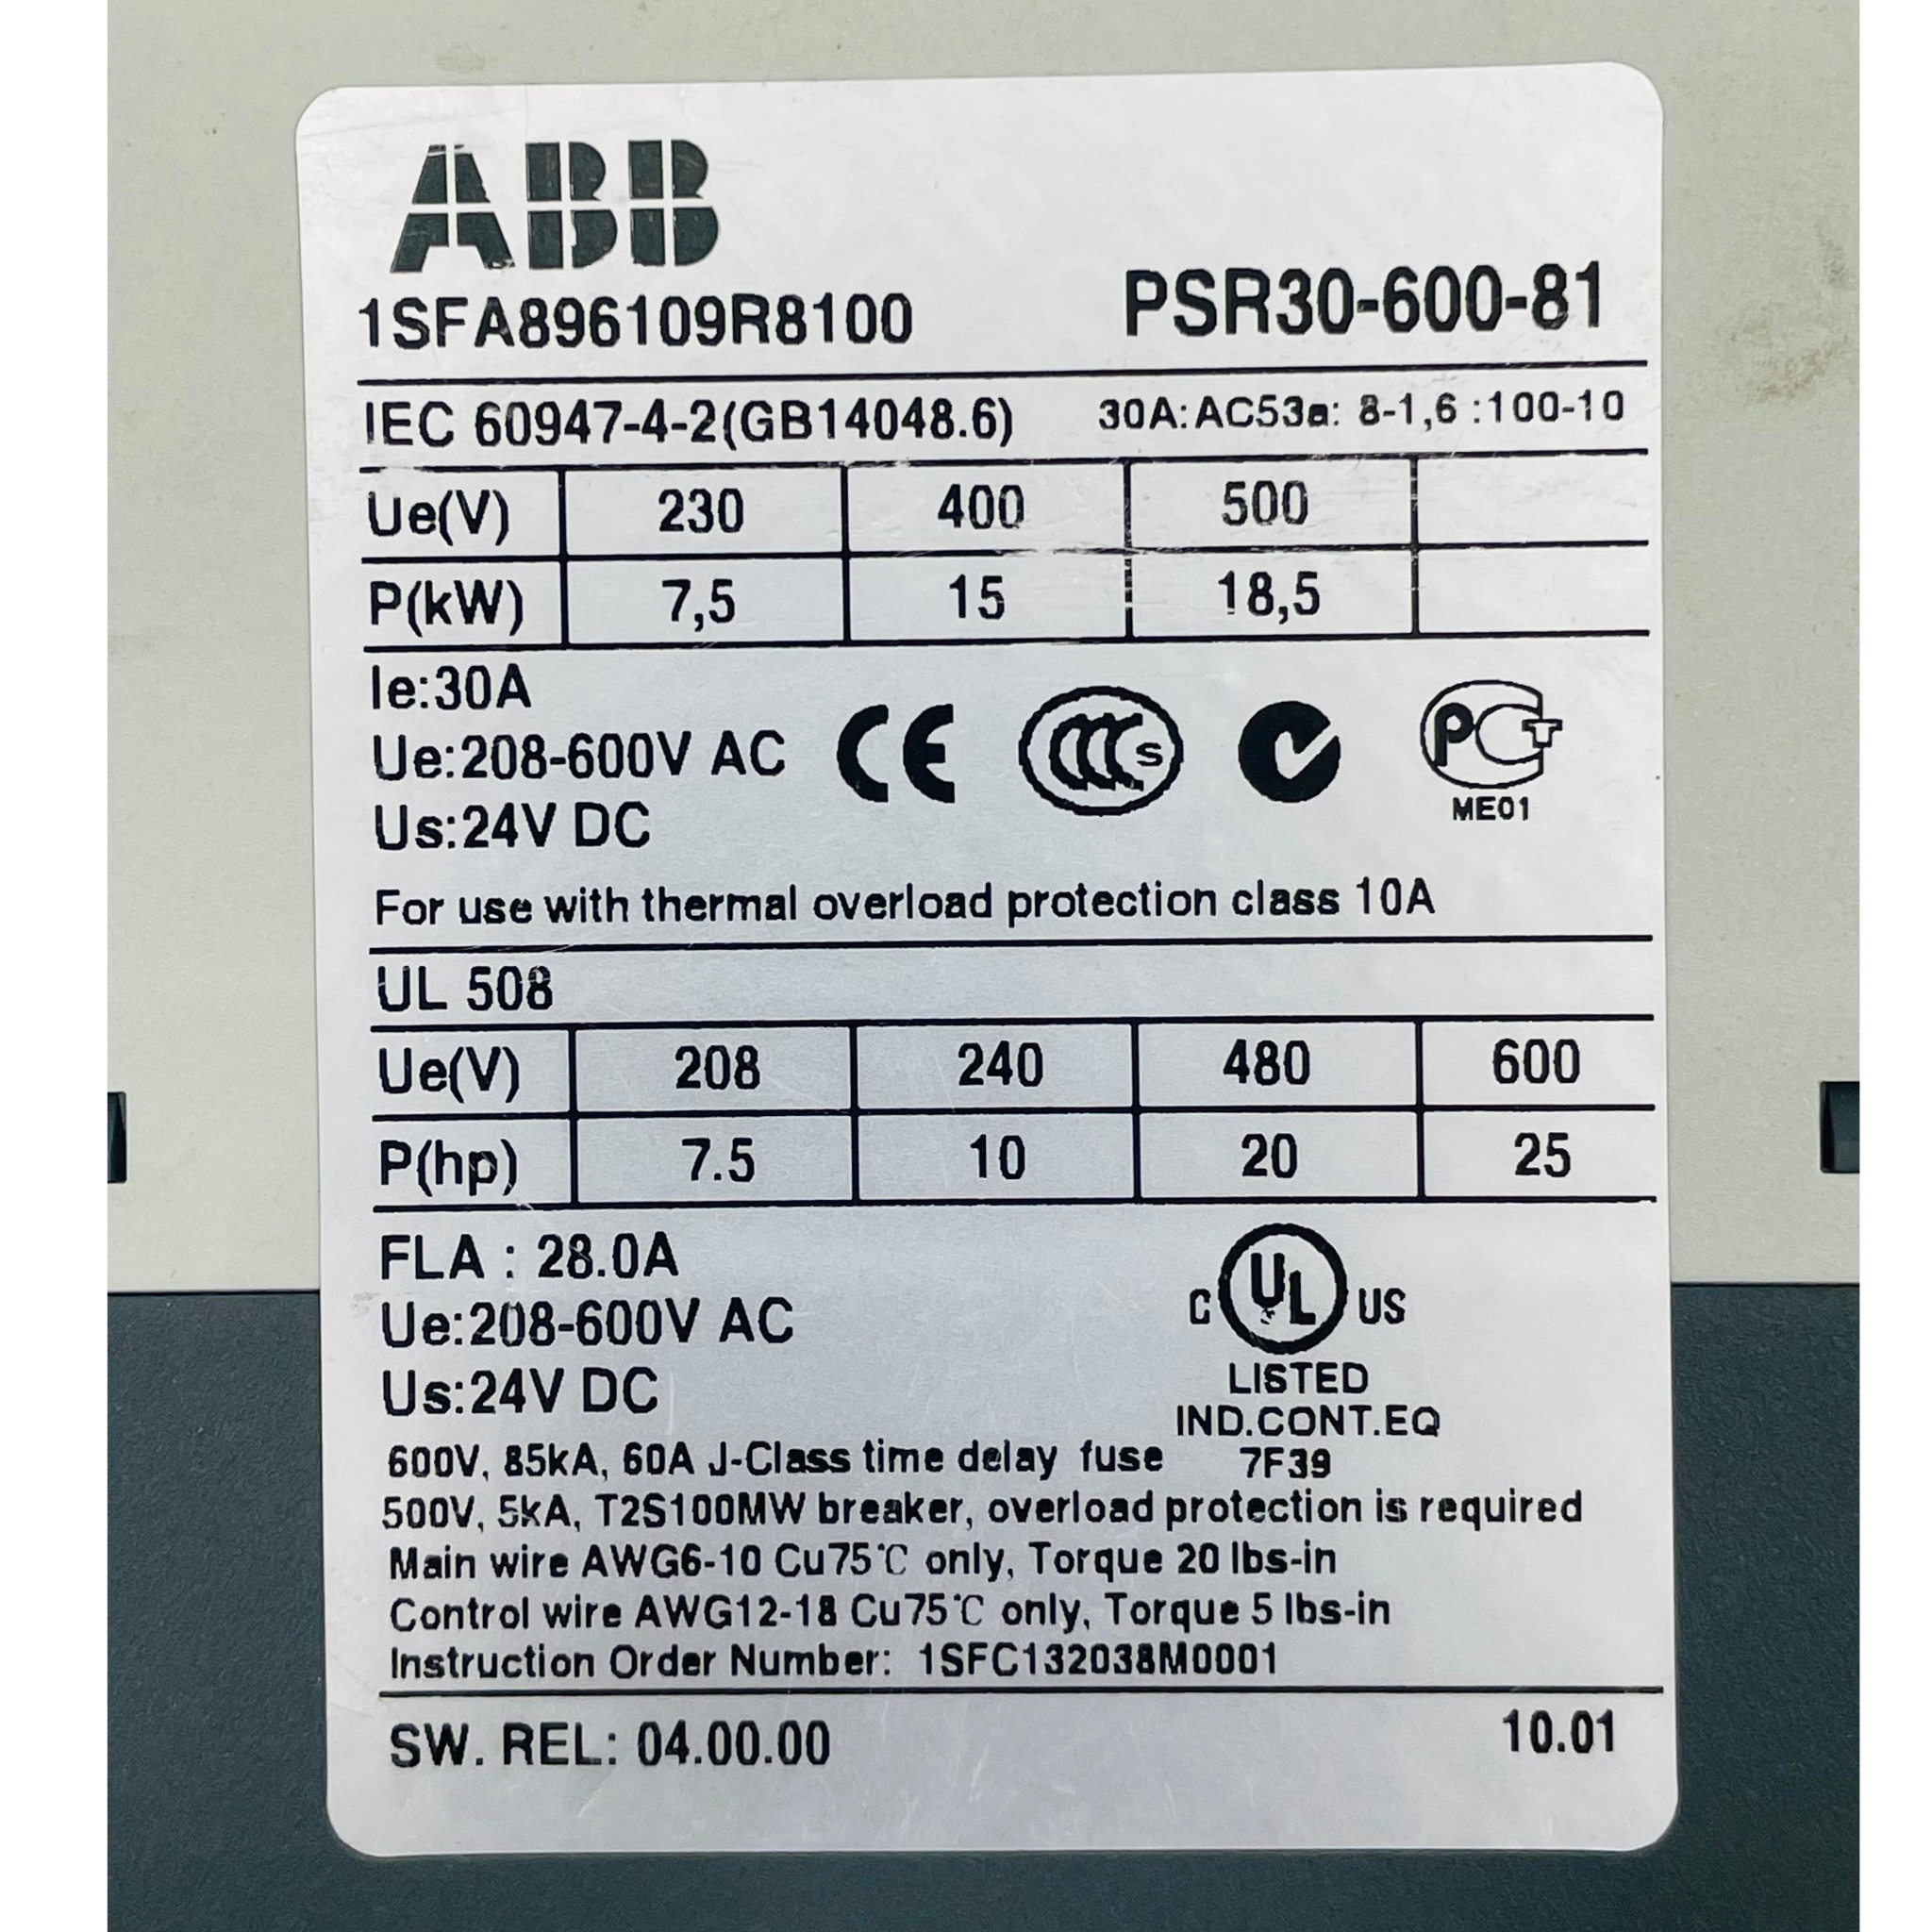 ABB
1SFA896109R8100 PSR30-600-81
IEC 60947-4-2(GB14048.6) 30A:AC53a: 8-1,6 :100-10
Ue(V) 230 400 500
P(kW) 7,5 15 18,5
Ie:30A
Ue:208-600V AC CE CCC S PCT
Us:24V DC ME01
For use with thermal overload protection class 10A
UL 508
Ue(V) 208 240 480 600
P(hp) 7.5 10 20 25
FLA : 28.0A
Ue:208-600V AC C UL US
Us:24V DC LISTED
IND.CONT.EQ
600V, 85kA, 60A J-Class time delay fuse 7F39
500V, 5kA, T2S100MW breaker, overload protection is required
Main wire AWG6-10 Cu75℃ only, Torque 20 lbs-in
Control wire AWG12-18 Cu75℃ only, Torque 5 lbs-in
Instruction Order Number: 1SFC132038M0001
SW. REL: 04.00.00 10.01